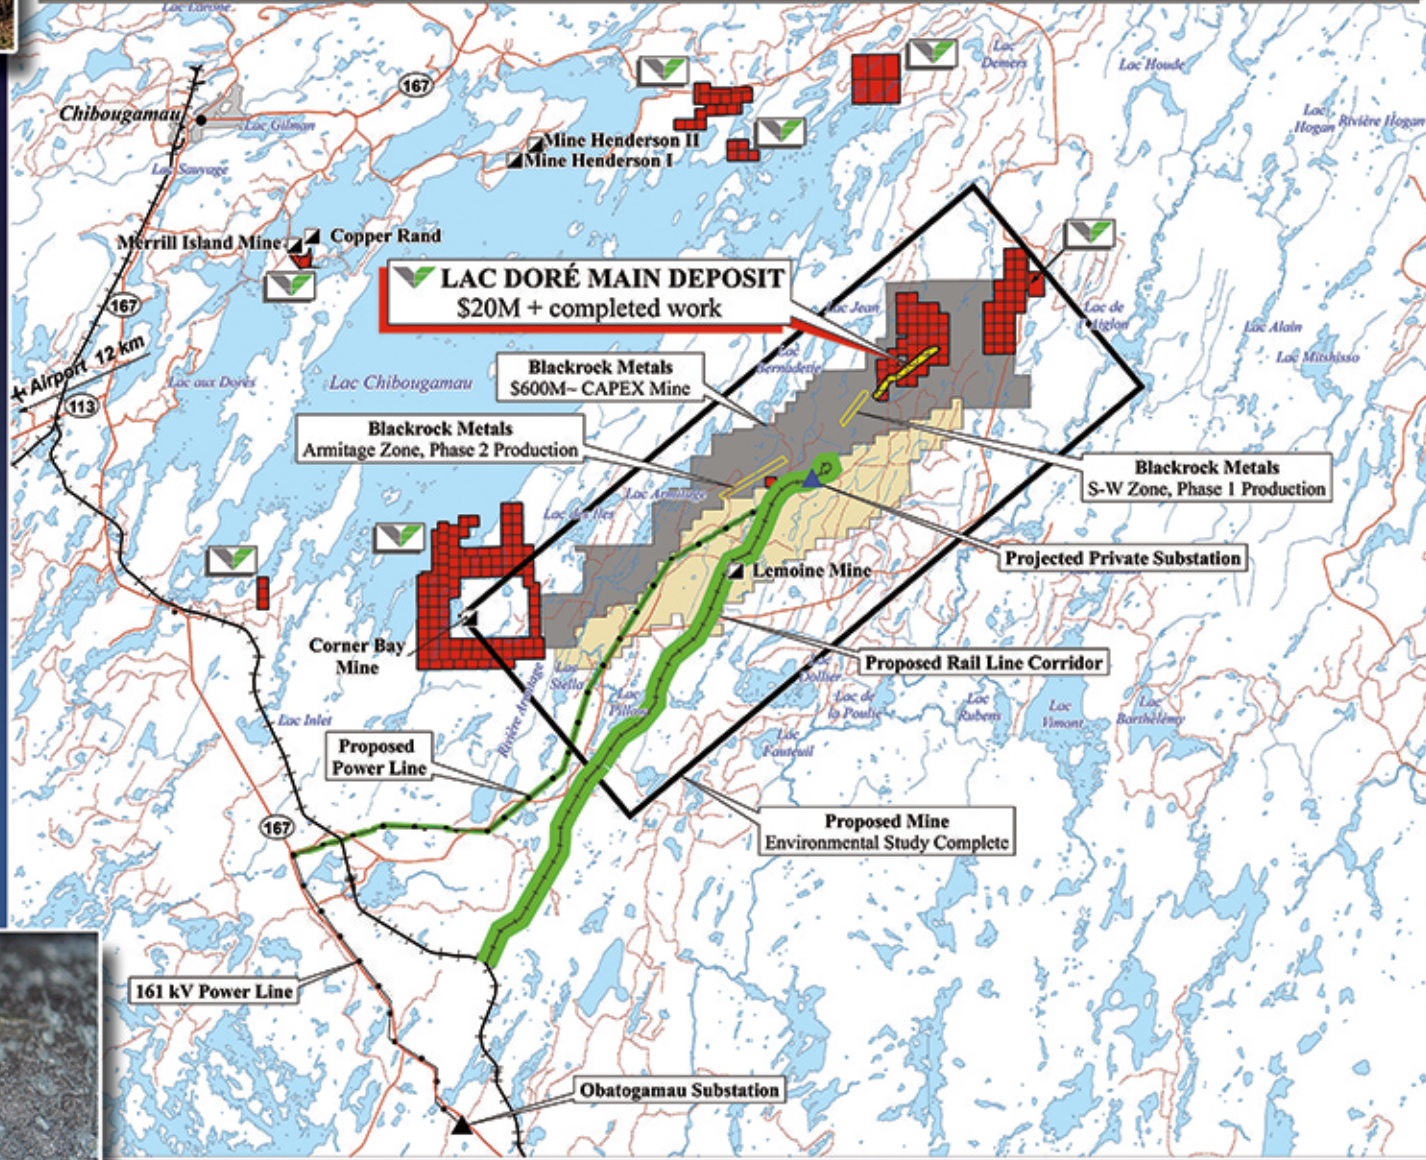 Lac Larone
Lac
Demers
Lac Houde
167
Chibougamau
Lac Gilman
Lac
Hogan
Rivière Hogan
Mine Henderson II
Mine Henderson I
Lac Sauvage
Merrill Island Mine
Copper Rand
LAC DORÉ MAIN DEPOSIT
$20M + completed work
167
Lac Jean
Lac de
l'Aiglon
Lac Alain
Lac Mitshisso
Airport 12 km
Lac
Bernadette
Blackrock Metals
$600M~ CAPEX Mine
Lac aux Dorés
Lac Chibougamau
113
Blackrock Metals
Armitage Zone, Phase 2 Production
Blackrock Metals
S-W Zone, Phase 1 Production
Lac Armitage
Lac des Iles
Projected Private Substation
Lemoine Mine
Corner Bay
Mine
Proposed Rail Line Corridor
Lac
Stella
Rivière Armitage
Lac
Dollier
Lac de
la Poulie
Lac
Rubens
Lac
Vimont
Lac
Barthélémy
Lac Inlet
Lac
Fauteuil
Proposed
Power Line
167
Proposed Mine
Environmental Study Complete
161 kV Power Line
Obatogamau Substation